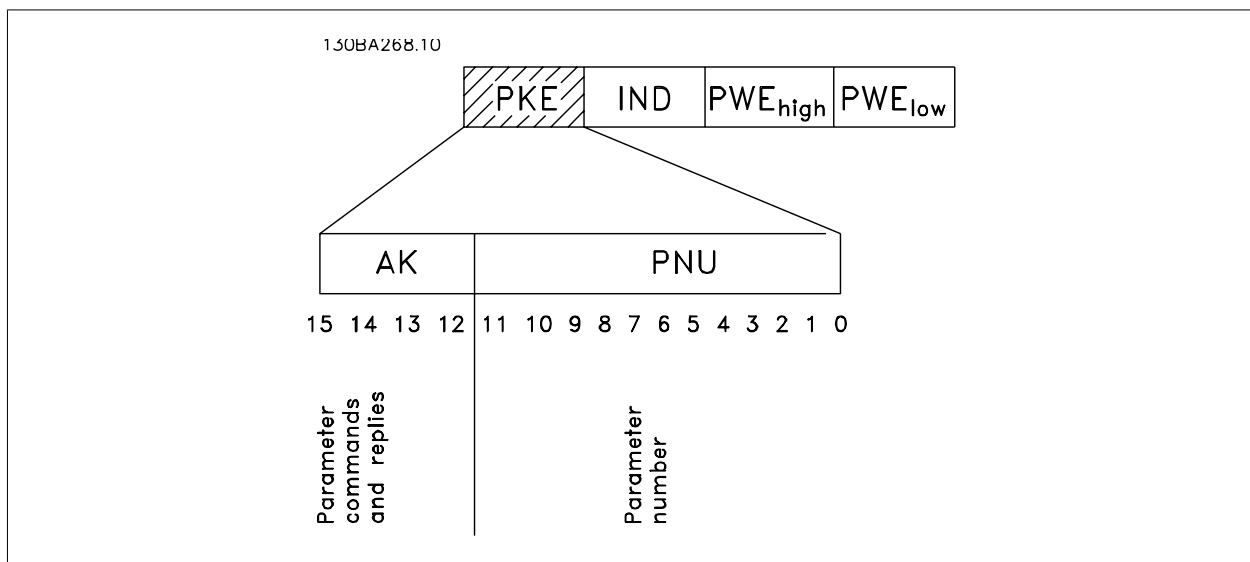 130BA268.10
PKE IND PWEhigh PWElow
AK PNU
15 14 13 12 11 10 9 8 7 6 5 4 3 2 1 0
Parameter
commands
and replies
Parameter
number